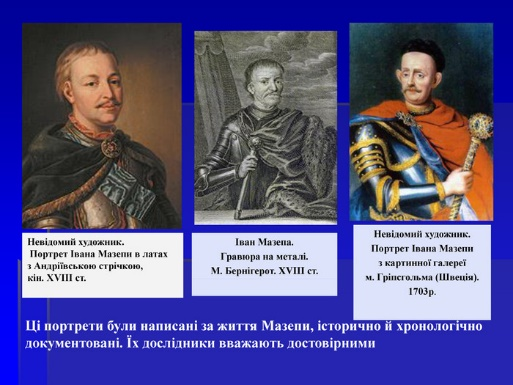 Невідомий художник.
Портрет Івана Мазепи в латах
з Андріївською стрічкою,
кін. XVIII ст.
Іван Мазепа.
Гравюра на металі.
М. Бернігерот. XVIII ст.
Невідомий художник.
Портрет Івана Мазепи
з картинної галереї
м. Гріпсгольма (Швеція).
1703р.
Ці портрети були написані за життя Мазепи, історично й хронологічно
документовані. Їх дослідники вважають достовірними